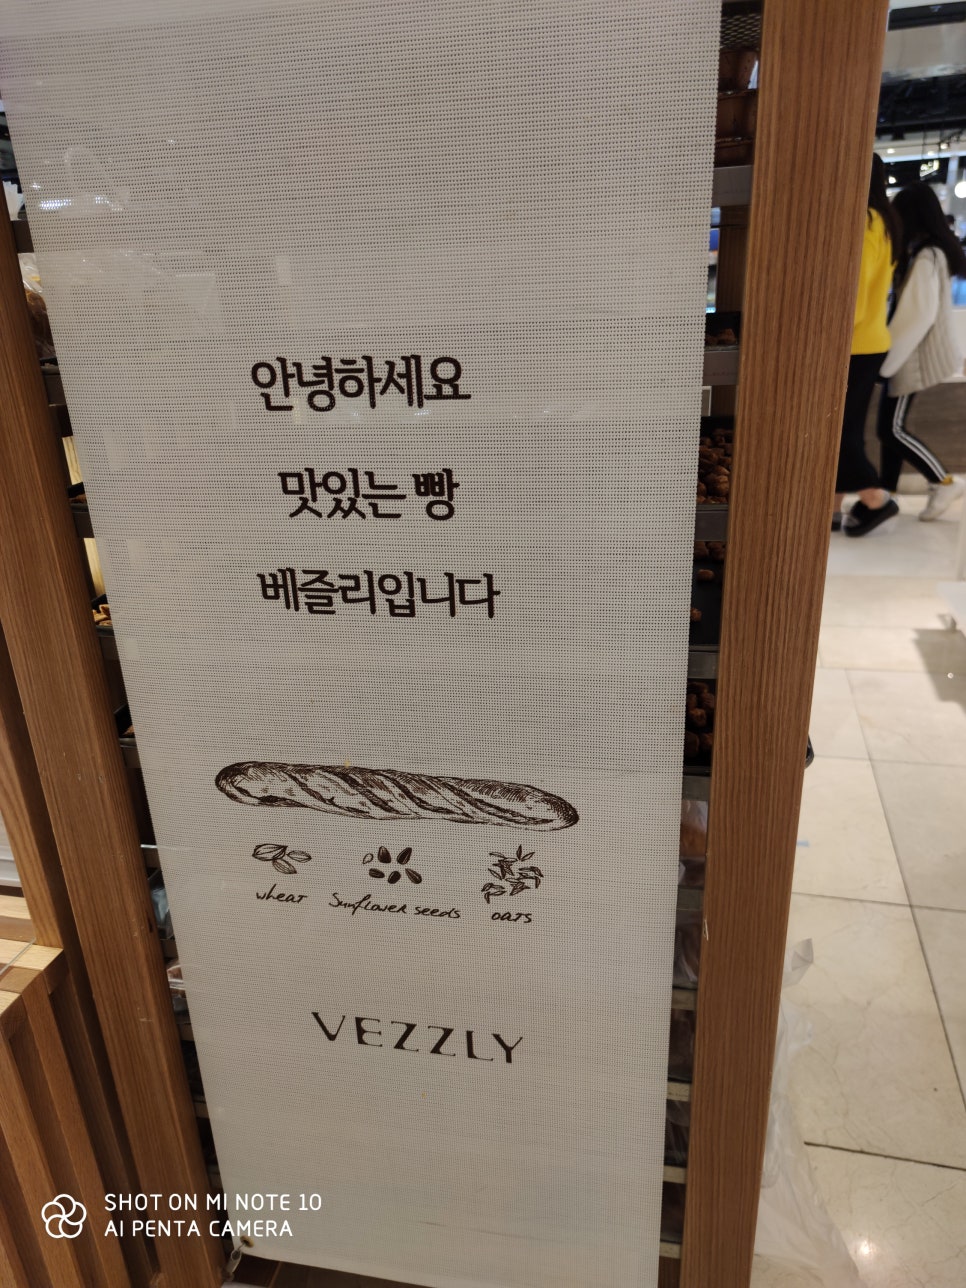 안녕하세요
맛있는 빵
베즐리입니다
wheat sunflower seeds oats
VEZZLY
SHOT ON MI NOTE 10
AI PENTA CAMERA